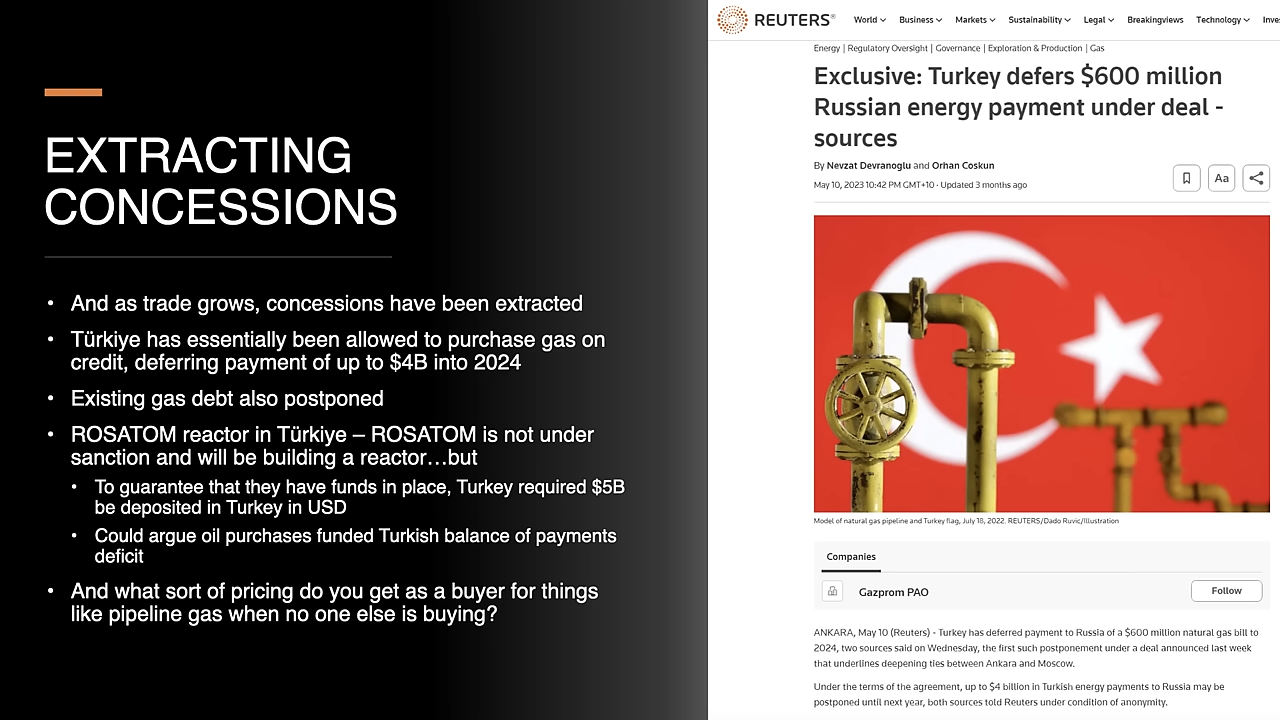 EXTRACTING
CONCESSIONS
• And as trade grows, concessions have been extracted
• Türkiye has essentially been allowed to purchase gas on
credit, deferring payment of up to $4B into 2024
• Existing gas debt also postponed
• ROSATOM reactor in Türkiye – ROSATOM is not under
sanction and will be building a reactor…but
• To guarantee that they have funds in place, Turkey required $5B
be deposited in Turkey in USD
• Could argue oil purchases funded Turkish balance of payments
deficit
• And what sort of pricing do you get as a buyer for things
like pipeline gas when no one else is buying?
REUTERS®
World Business Markets Sustainability Legal Breakingviews Technology Inve
Energy | Regulatory Oversight | Governance | Exploration & Production | Gas
Exclusive: Turkey defers $600 million
Russian energy payment under deal -
sources
By Nevzat Devranoglu and Orhan Coskun
May 10, 2023 10:42 PM GMT+10 · Updated 3 months ago
Aa
Model of natural gas pipeline and Turkey flag, July 18, 2022. REUTERS/Dado Ruvic/Illustration
Companies
Gazprom PAO
Follow
ANKARA, May 10 (Reuters) - Turkey has deferred payment to Russia of a $600 million natural gas bill to
2024, two sources said on Wednesday, the first such postponement under a deal announced last week
that underlines deepening ties between Ankara and Moscow.
Under the terms of the agreement, up to $4 billion in Turkish energy payments to Russia may be
postponed until next year, both sources told Reuters under condition of anonymity.